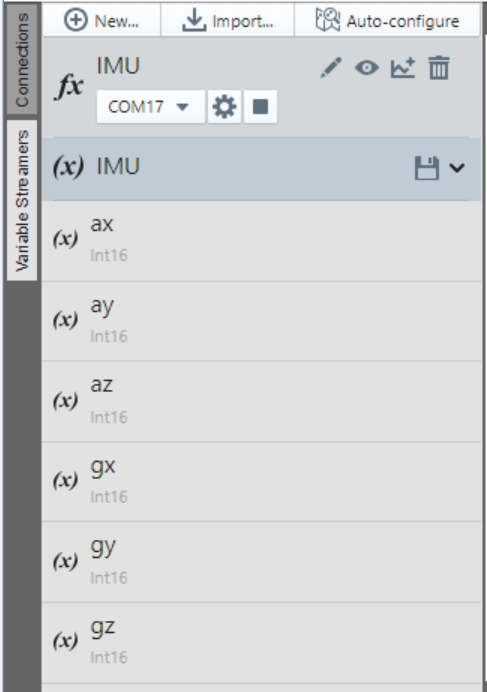 Connections
Variable Streamers
New...
Import...
Auto-configure
fx
IMU
COM17
(x) IMU
(x) ax
Int16
(x) ay
Int16
(x) az
Int16
(x) gx
Int16
(x) gy
Int16
(x) gz
Int16